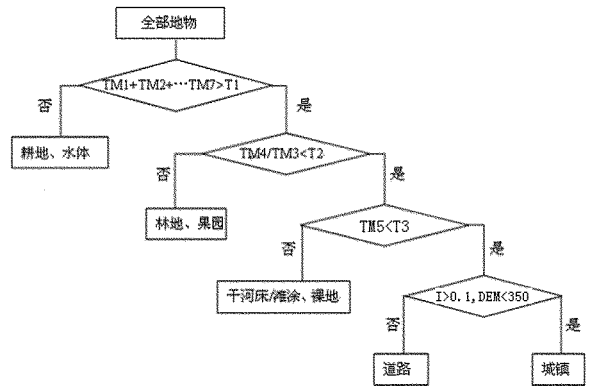 全部地物
TM1+TM2+…TM7>T1
否
是
耕地、水体
TM4/TM3<T2
否
是
林地、果园
TM5<T3
否
是
干河床/滩涂、裸地
I>0.1,DEM<350
否
是
道路
城镇